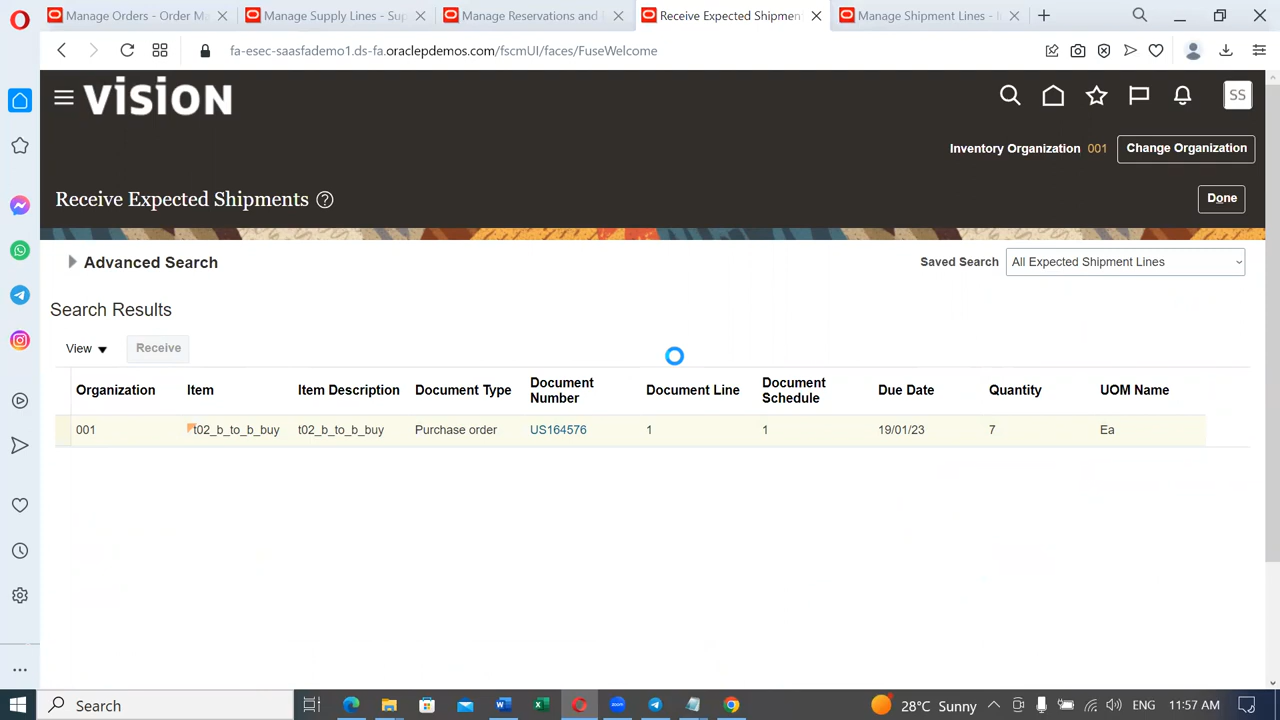 Manage Orders - Order M
Manage Supply Lines - Sup
Manage Reservations and
Receive Expected Shipmen
Manage Shipment Lines - I
fa-esec-saasfademo1.ds-fa.oraclepdemos.com/fscmUI/faces/FuseWelcome
vision
SS
Inventory Organization 001 Change Organization
Receive Expected Shipments ?
Done
Advanced Search
Saved Search All Expected Shipment Lines
Search Results
View Receive
Organization Item Item Description Document Type Document Number Document Line Document Schedule Due Date Quantity UOM Name
001 t02_b_to_b_buy t02_b_to_b_buy Purchase order US164576 1 1 19/01/23 7 Ea
Search 28°C Sunny ENG 11:57 AM